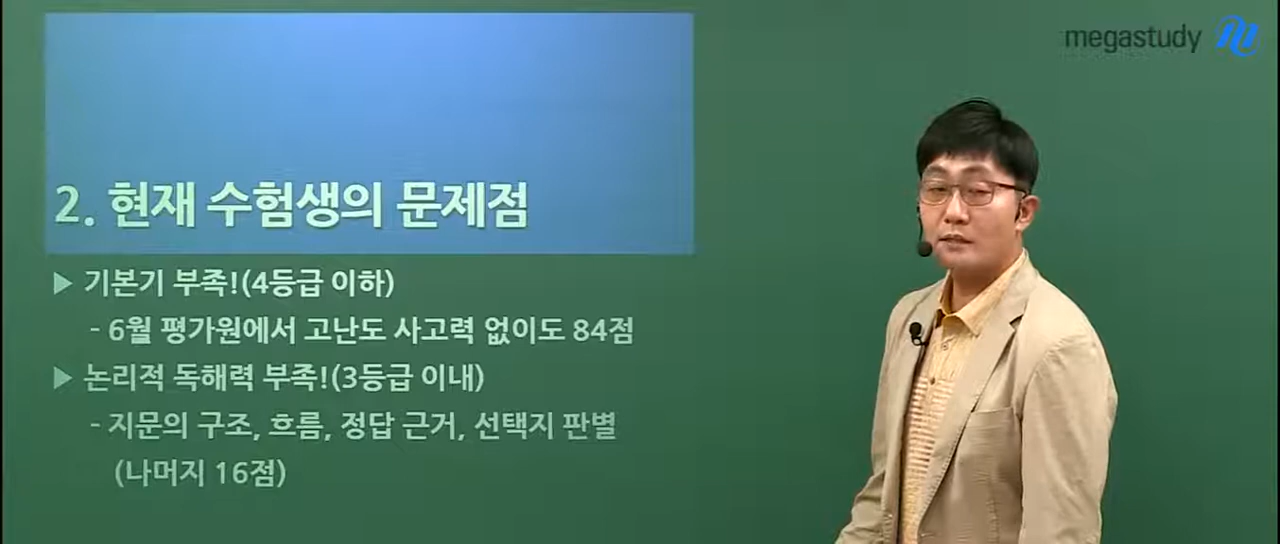 megastudy
2. 현재 수험생의 문제점
▶ 기본기 부족!(4등급 이하)
- 6월 평가원에서 고난도 사고력 없이도 84점
▶ 논리적 독해력 부족!(3등급 이내)
- 지문의 구조, 흐름, 정답 근거, 선택지 판별
(나머지 16점)